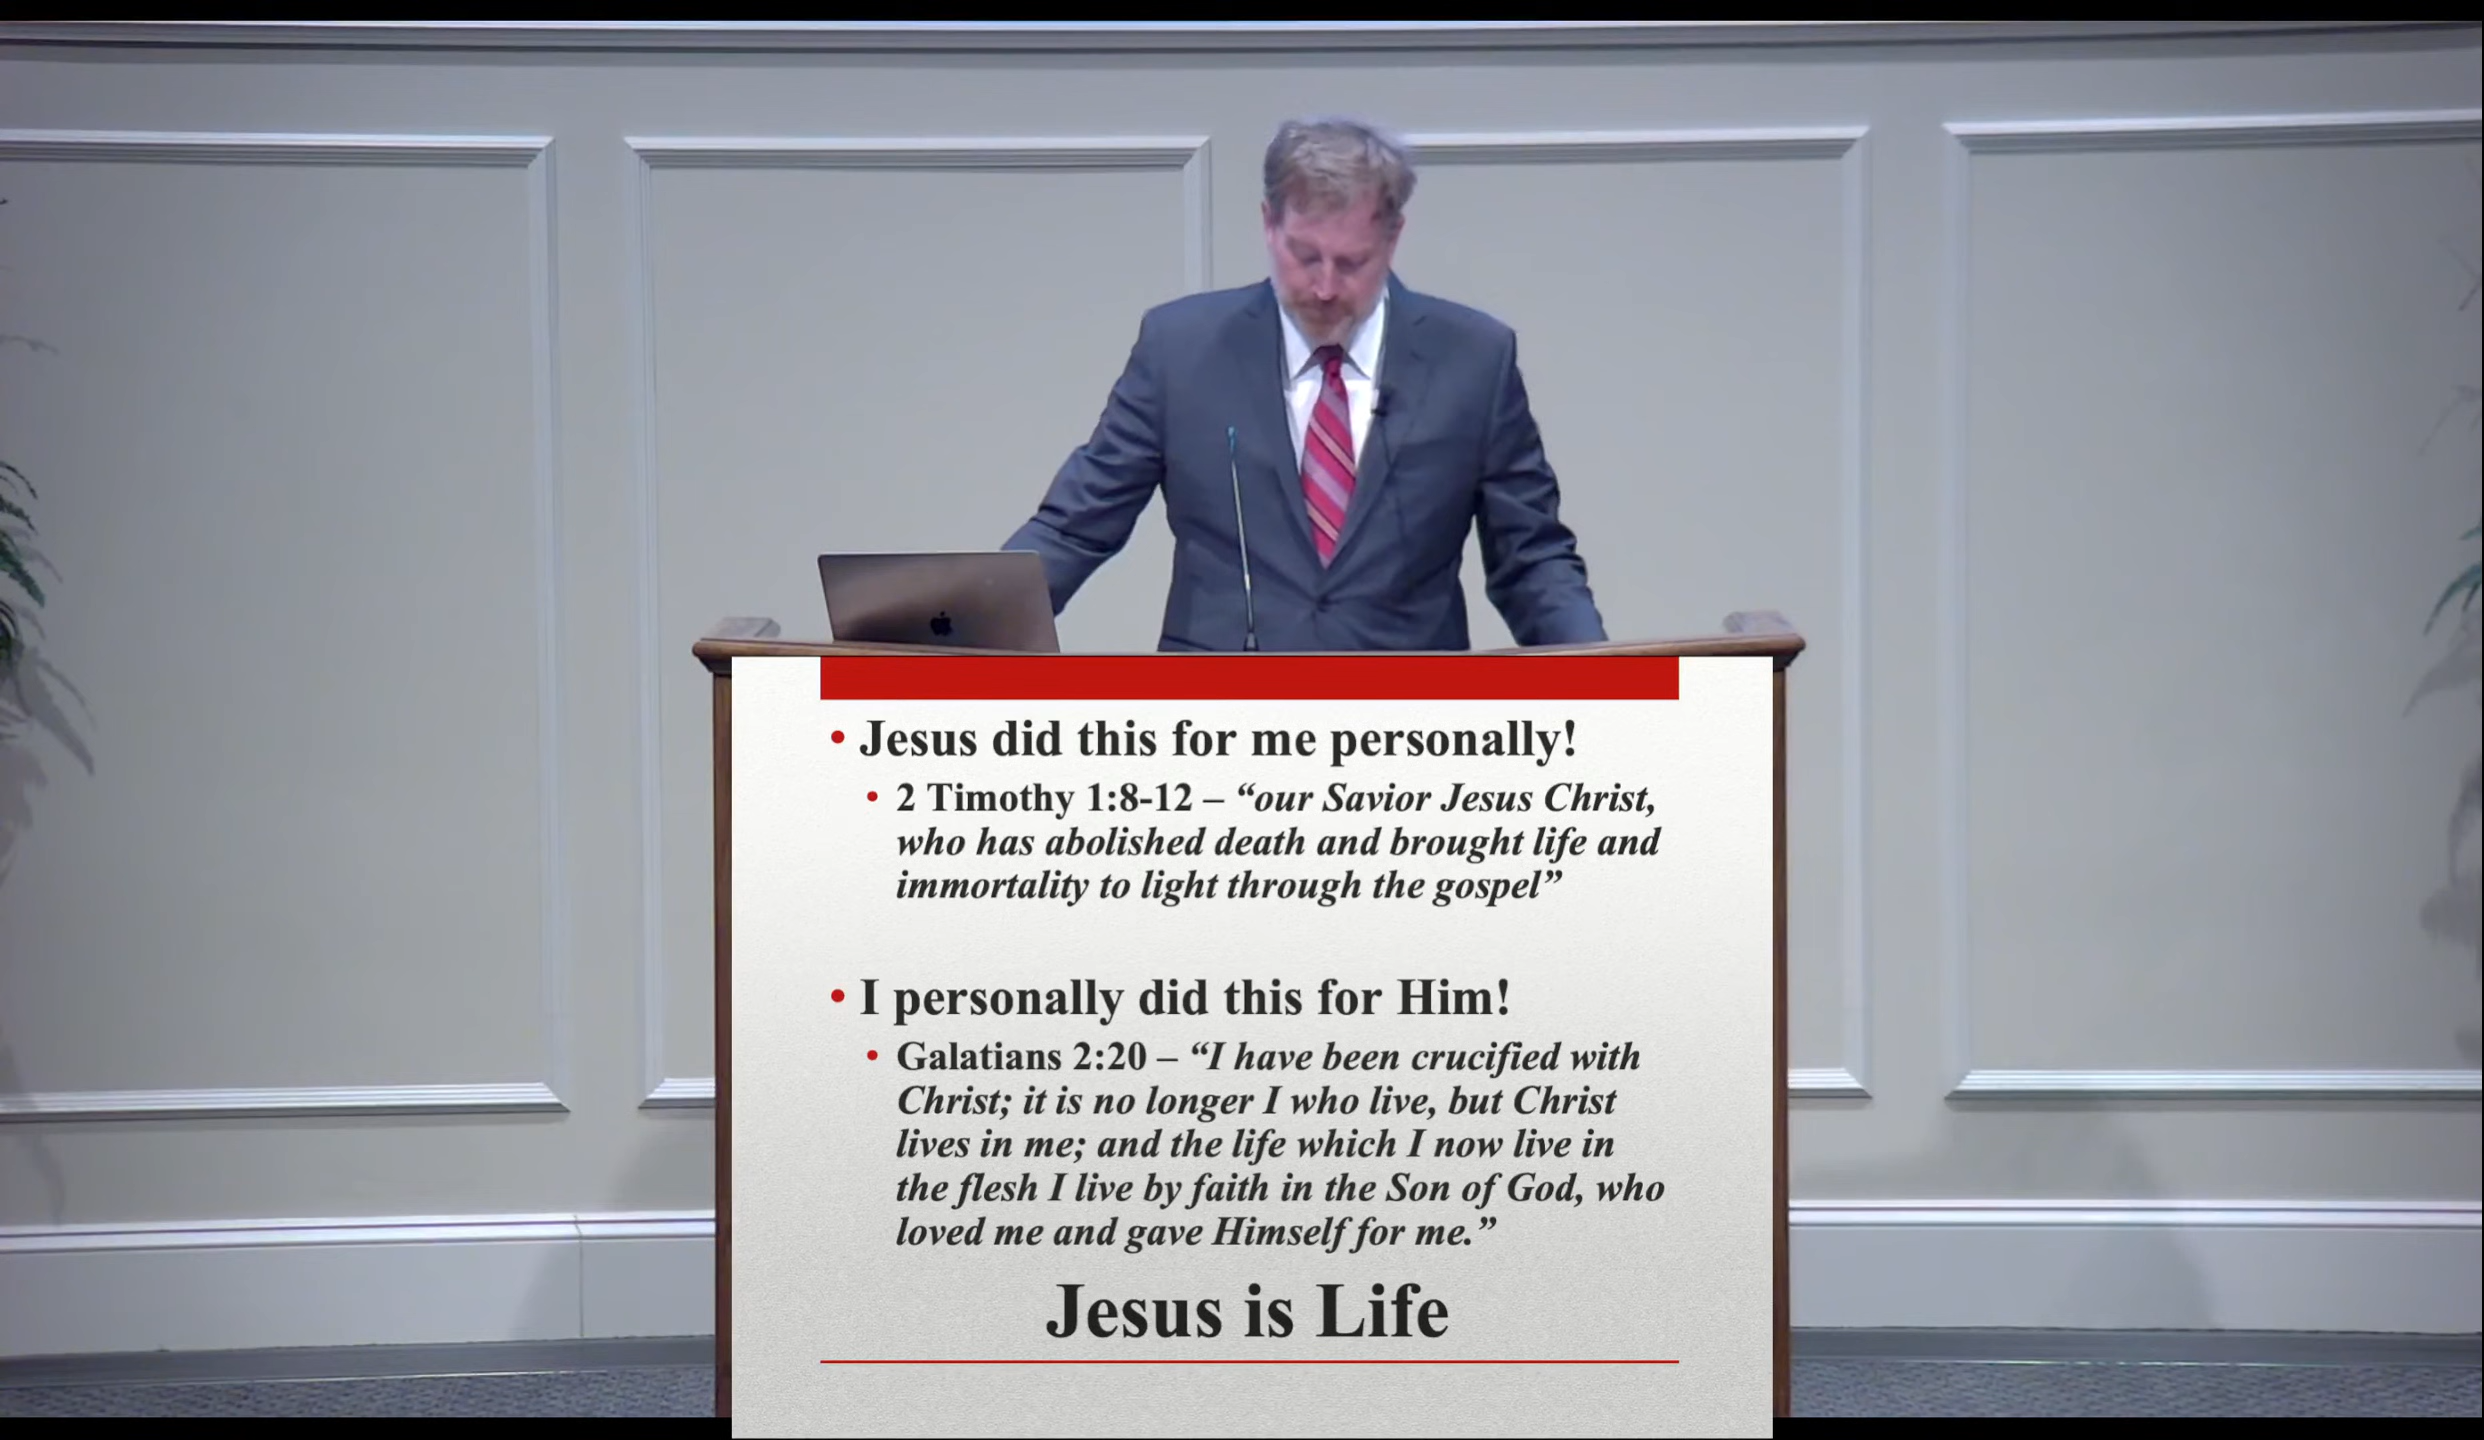 • Jesus did this for me personally!
• 2 Timothy 1:8-12 – “our Savior Jesus Christ,
who has abolished death and brought life and
immortality to light through the gospel”
• I personally did this for Him!
• Galatians 2:20 – “I have been crucified with
Christ; it is no longer I who live, but Christ
lives in me; and the life which I now live in
the flesh I live by faith in the Son of God, who
loved me and gave Himself for me.”
Jesus is Life